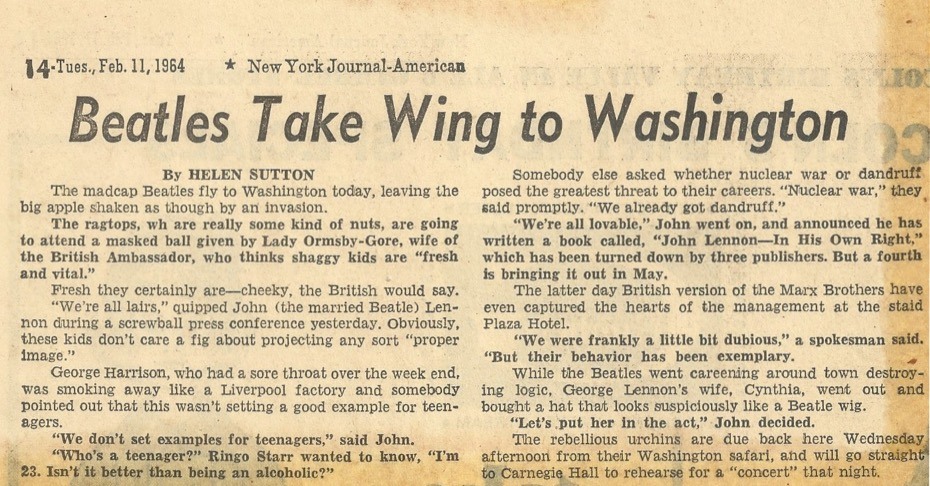 14-Tues., Feb. 11, 1964 ★ New York Journal-American
Beatles Take Wing to Washington
By HELEN SUTTON
The madcap Beatles fly to Washington today, leaving the
big apple shaken as though by an invasion.
The ragtops, wh are really some kind of nuts, are going
to attend a masked ball given by Lady Ormsby-Gore, wife of
the British Ambassador, who thinks shaggy kids are "fresh
and vital."
Fresh they certainly are—cheeky, the British would say.
"We're all lairs," quipped John (the married Beatle) Len-
non during a screwball press conference yesterday. Obviously,
these kids don't care a fig about projecting any sort "proper
image."
George Harrison, who had a sore throat over the week end,
was smoking away like a Liverpool factory and somebody
pointed out that this wasn't setting a good example for teen-
agers.
"We don't set examples for teenagers," said John.
"Who's a teenager?" Ringo Starr wanted to know, "I'm
23. Isn't it better than being an alcoholic?"
Somebody else asked whether nuclear war or dandruff
posed the greatest threat to their careers. "Nuclear war," they
said promptly. "We already got dandruff."
"We're all lovable," John went on, and announced he has
written a book called, "John Lennon—In His Own Right,"
which has been turned down by three publishers. But a fourth
is bringing it out in May.
The latter day British version of the Marx Brothers have
even captured the hearts of the management at the staid
Plaza Hotel.
"We were frankly a little bit dubious," a spokesman said.
"But their behavior has been exemplary.
While the Beatles went careening around town destroy-
ing logic, George Lennon's wife, Cynthia, went out and
bought a hat that looks suspiciously like a Beatle wig.
"Let's put her in the act," John decided.
The rebellious urchins are due back here Wednesday
afternoon from their Washington safari, and will go straight
to Carnegie Hall to rehearse for a "concert" that night.